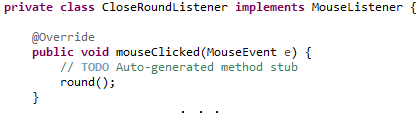 private class CloseRoundListener implements MouseListener {
@Override
public void mouseClicked(MouseEvent e) {
// TODO Auto-generated method stub
round();
}
. . .